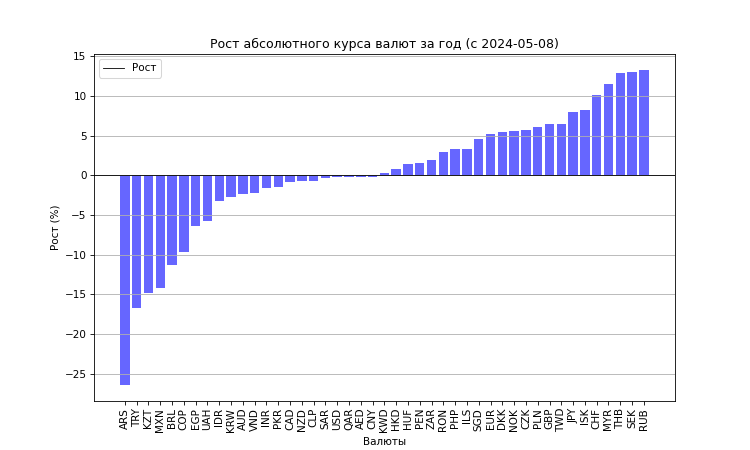 Рост абсолютного курса валют за год (с 2024-05-08)
Рост
Рост (%)
15
10
5
0
−5
−10
−15
−20
−25
ARS
TRY
KZT
MXN
BRL
COP
EGP
UAH
IDR
KRW
AUD
VND
INR
PKR
CAD
NZD
CLP
SAR
USD
QAR
AED
CNY
KWD
HKD
HUF
PEN
ZAR
RON
PHP
ILS
SGD
EUR
DKK
NOK
CZK
PLN
GBP
TWD
JPY
ISK
CHF
MYR
THB
SEK
RUB
Валюты